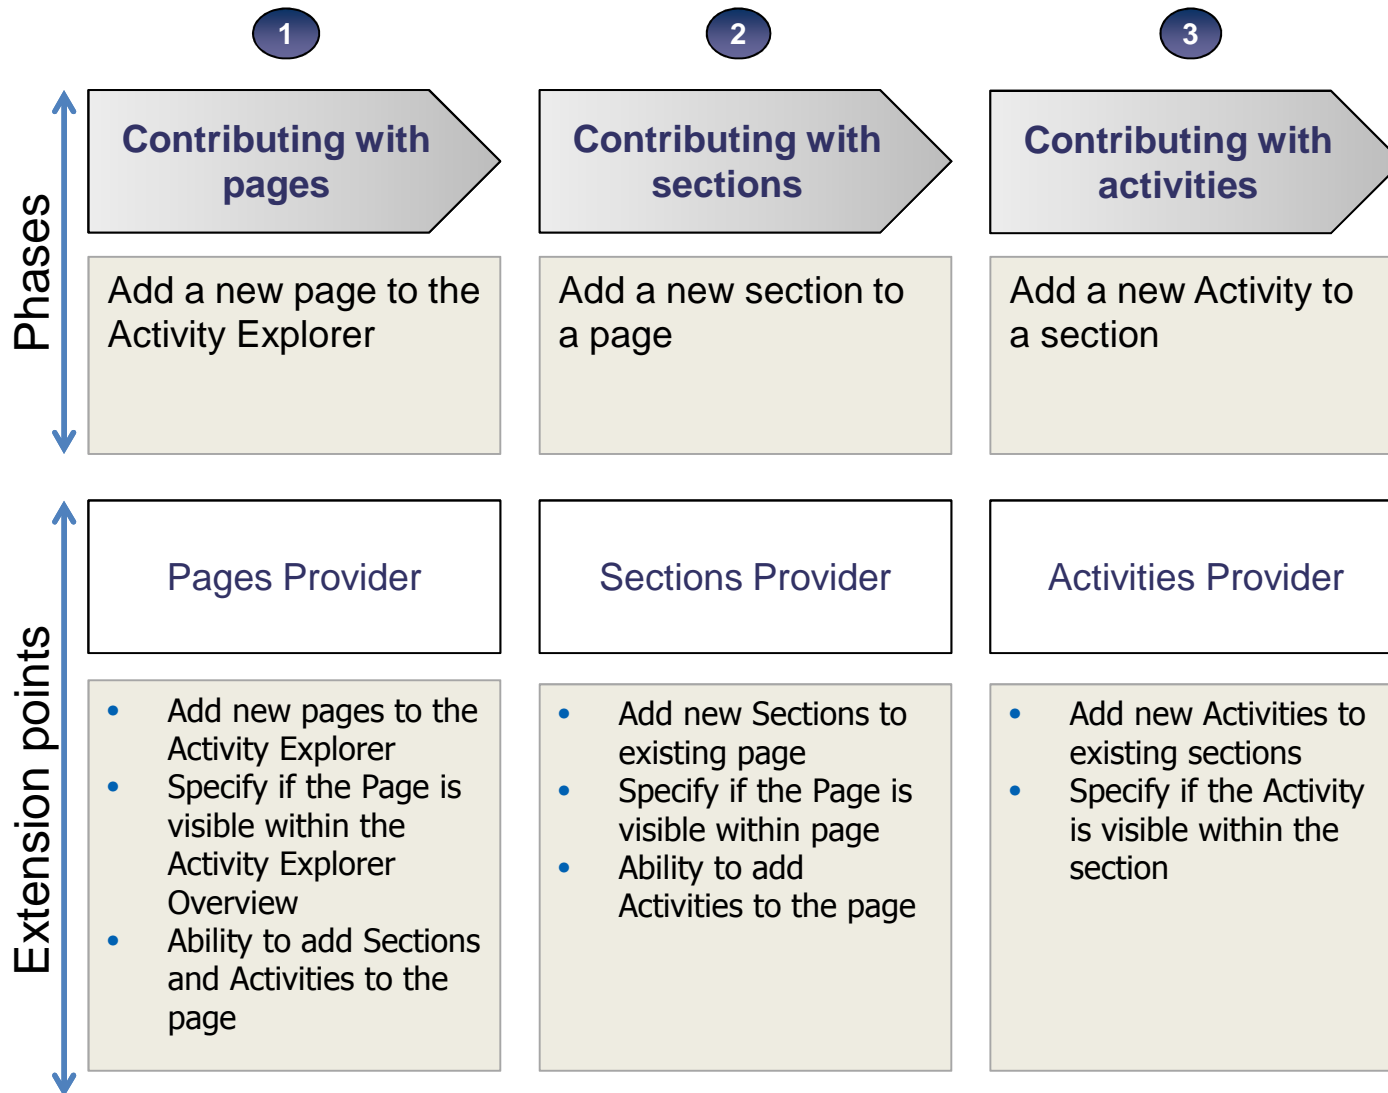 1
2
3
Phases
Contributing with
pages
Contributing with
sections
Contributing with
activities
Add a new page to the
Activity Explorer
Add a new section to
a page
Add a new Activity to
a section
Extension points
Pages Provider
Sections Provider
Activities Provider
• Add new pages to the
Activity Explorer
• Specify if the Page is
visible within the
Activity Explorer
Overview
• Ability to add Sections
and Activities to the
page
• Add new Sections to
existing page
• Specify if the Page is
visible within page
• Ability to add
Activities to the page
• Add new Activities to
existing sections
• Specify if the Activity
is visible within the
section